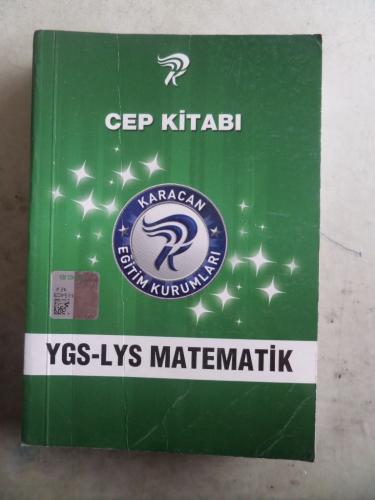 CEP KİTABI
KARACAN
EĞİTİM KURUMLARI
YGS-LYS MATEMATİK